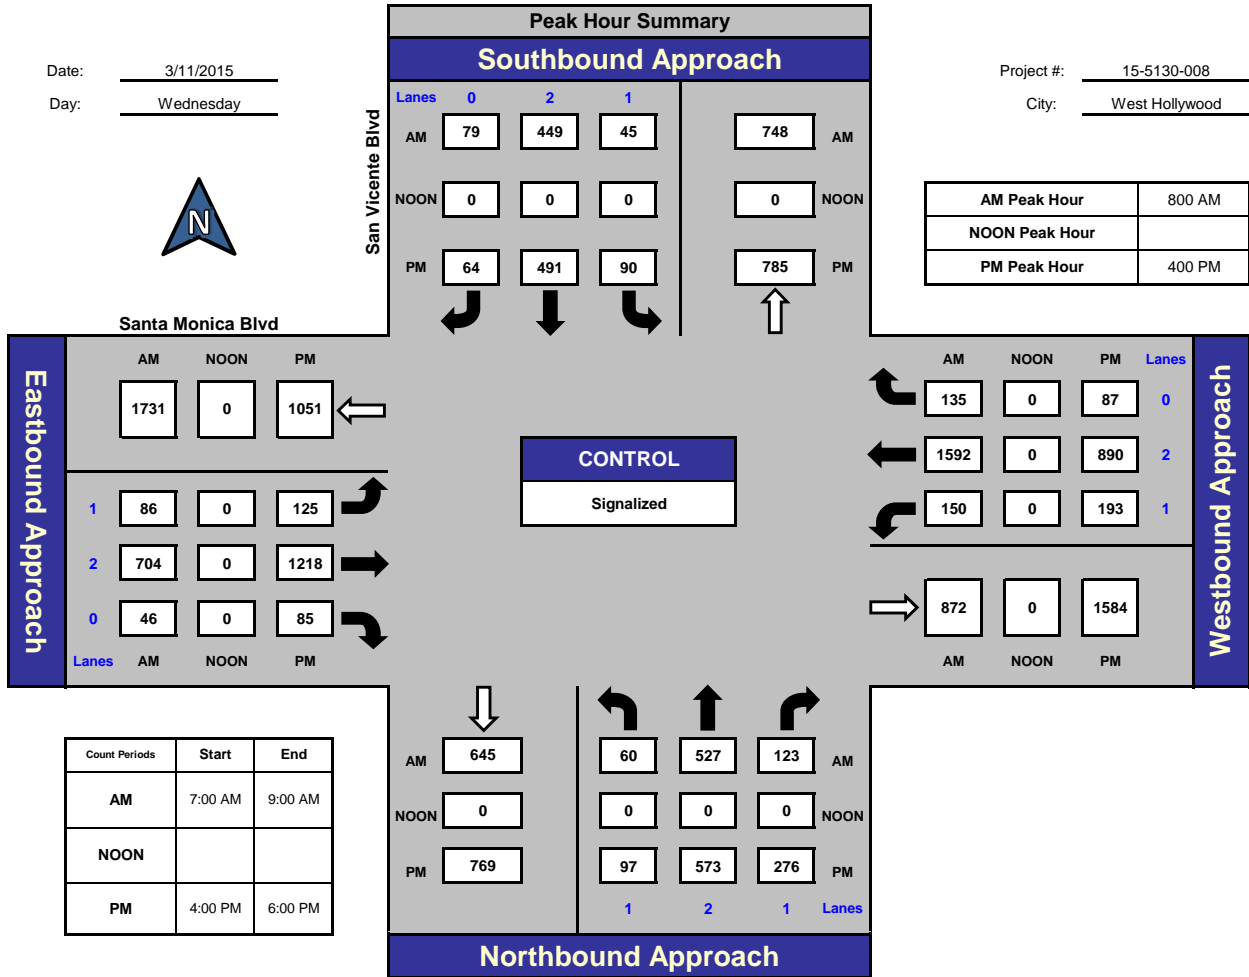 Peak Hour Summary
Southbound Approach
Date: 3/11/2015
Day: Wednesday
Project #: 15-5130-008
City: West Hollywood
N
San Vicente Blvd
Lanes 0 2 1
AM 79 449 45 748 AM
NOON 0 0 0 0 NOON
PM 64 491 90 785 PM
AM Peak Hour 800 AM
NOON Peak Hour
PM Peak Hour 400 PM
Santa Monica Blvd
Eastbound Approach
AM NOON PM
1731 0 1051
1 86 0 125
2 704 0 1218
0 46 0 85
Lanes AM NOON PM
CONTROL
Signalized
AM NOON PM Lanes
135 0 87 0
1592 0 890 2
150 0 193 1
872 0 1584
AM NOON PM
Westbound Approach
Count Periods Start End
AM 7:00 AM 9:00 AM
NOON
PM 4:00 PM 6:00 PM
AM 645 60 527 123 AM
NOON 0 0 0 0 NOON
PM 769 97 573 276 PM
1 2 1 Lanes
Northbound Approach